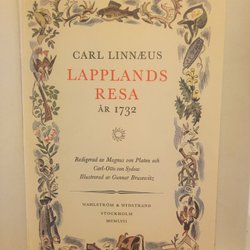 CARL LINNÆUS
LAPPLANDS
RESA
ÅR 1732
Redigerad av Magnus von Platen och
Carl-Otto von Sydow
Illustrerad av Gunnar Brusewitz
WAHLSTRÖM & WIDSTRAND
STOCKHOLM
MCMLVII